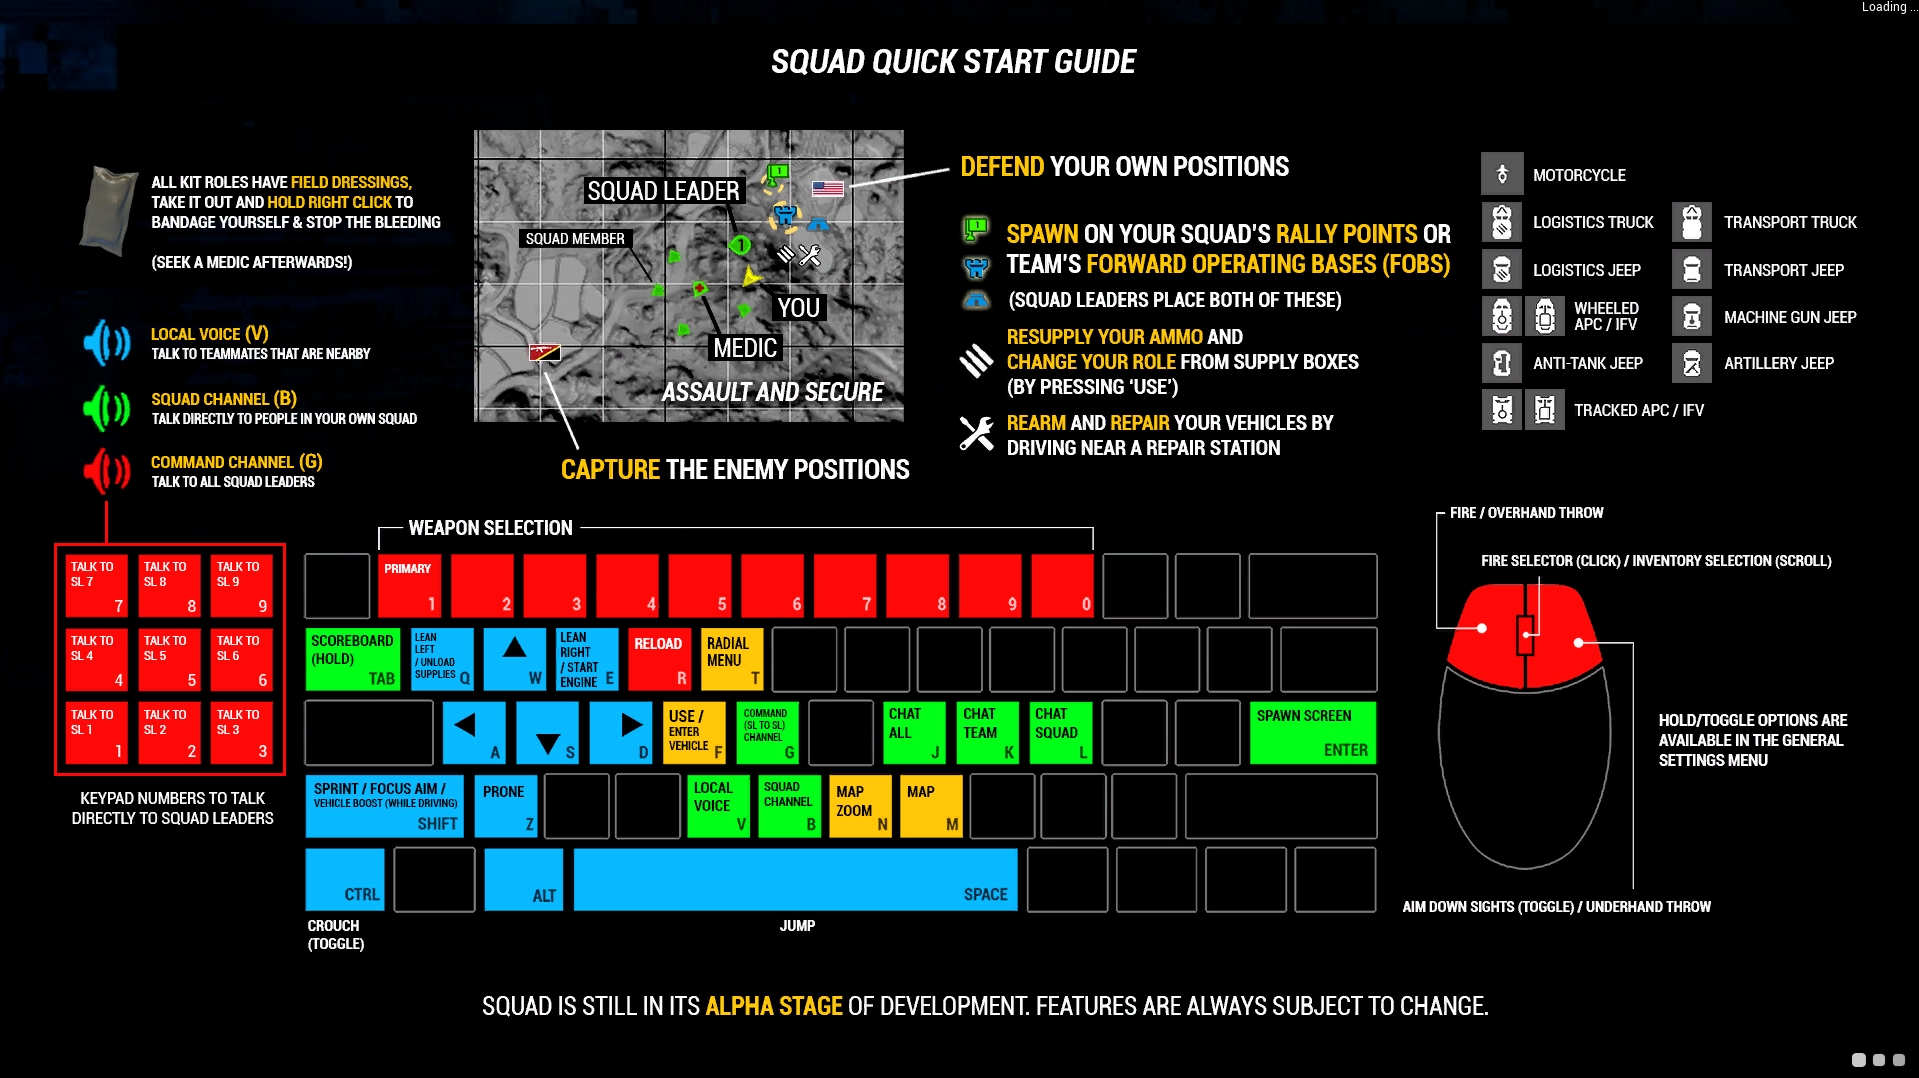 Loading ...
SQUAD QUICK START GUIDE
ALL KIT ROLES HAVE FIELD DRESSINGS,
TAKE IT OUT AND HOLD RIGHT CLICK TO
BANDAGE YOURSELF & STOP THE BLEEDING
(SEEK A MEDIC AFTERWARDS!)
LOCAL VOICE (V)
TALK TO TEAMMATES THAT ARE NEARBY
SQUAD CHANNEL (B)
TALK DIRECTLY TO PEOPLE IN YOUR OWN SQUAD
COMMAND CHANNEL (G)
TALK TO ALL SQUAD LEADERS
SQUAD LEADER
1
1
SQUAD MEMBER
YOU
MEDIC
ASSAULT AND SECURE
CAPTURE THE ENEMY POSITIONS
DEFEND YOUR OWN POSITIONS
1
SPAWN ON YOUR SQUAD'S RALLY POINTS OR
TEAM'S FORWARD OPERATING BASES (FOBS)
(SQUAD LEADERS PLACE BOTH OF THESE)
RESUPPLY YOUR AMMO AND
CHANGE YOUR ROLE FROM SUPPLY BOXES
(BY PRESSING ‘USE’)
REARM AND REPAIR YOUR VEHICLES BY
DRIVING NEAR A REPAIR STATION
MOTORCYCLE
LOGISTICS TRUCK
TRANSPORT TRUCK
LOGISTICS JEEP
TRANSPORT JEEP
WHEELED
APC / IFV
MACHINE GUN JEEP
ANTI-TANK JEEP
ARTILLERY JEEP
TRACKED APC / IFV
TALK TO
SL 7
7
TALK TO
SL 8
8
TALK TO
SL 9
9
TALK TO
SL 4
4
TALK TO
SL 5
5
TALK TO
SL 6
6
TALK TO
SL 1
1
TALK TO
SL 2
2
TALK TO
SL 3
3
KEYPAD NUMBERS TO TALK
DIRECTLY TO SQUAD LEADERS
WEAPON SELECTION
PRIMARY
1
2
3
4
5
6
7
8
9
0
SCOREBOARD
(HOLD)
TAB
LEAN
LEFT
/ UNLOAD
SUPPLIES
Q
W
LEAN
RIGHT
/ START
ENGINE
E
RELOAD
R
RADIAL
MENU
T
A
S
D
USE /
ENTER
VEHICLE
F
COMMAND
(SL TO SL)
CHANNEL
G
CHAT
ALL
J
CHAT
TEAM
K
CHAT
SQUAD
L
SPAWN SCREEN
ENTER
SPRINT / FOCUS AIM /
VEHICLE BOOST (WHILE DRIVING)
SHIFT
PRONE
Z
LOCAL
VOICE
V
SQUAD
CHANNEL
B
MAP
ZOOM
N
MAP
M
CTRL
ALT
SPACE
CROUCH
(TOGGLE)
JUMP
FIRE / OVERHAND THROW
FIRE SELECTOR (CLICK) / INVENTORY SELECTION (SCROLL)
HOLD/TOGGLE OPTIONS ARE
AVAILABLE IN THE GENERAL
SETTINGS MENU
AIM DOWN SIGHTS (TOGGLE) / UNDERHAND THROW
SQUAD IS STILL IN ITS ALPHA STAGE OF DEVELOPMENT. FEATURES ARE ALWAYS SUBJECT TO CHANGE.